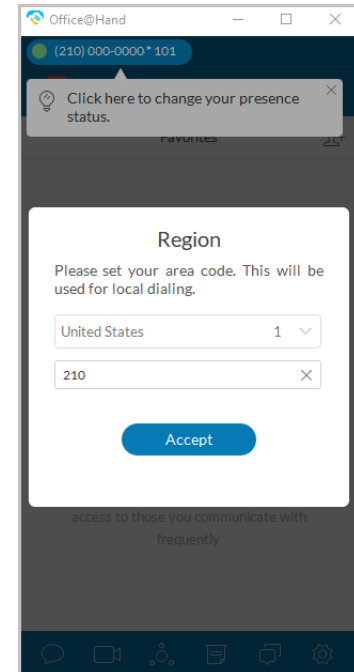 Office@Hand
(210) 000-0000 * 101
Click here to change your presence
status.
Favorites
Region
Please set your area code. This will be
used for local dialing.
United States 1
210
Accept
access to those you communicate with
frequently